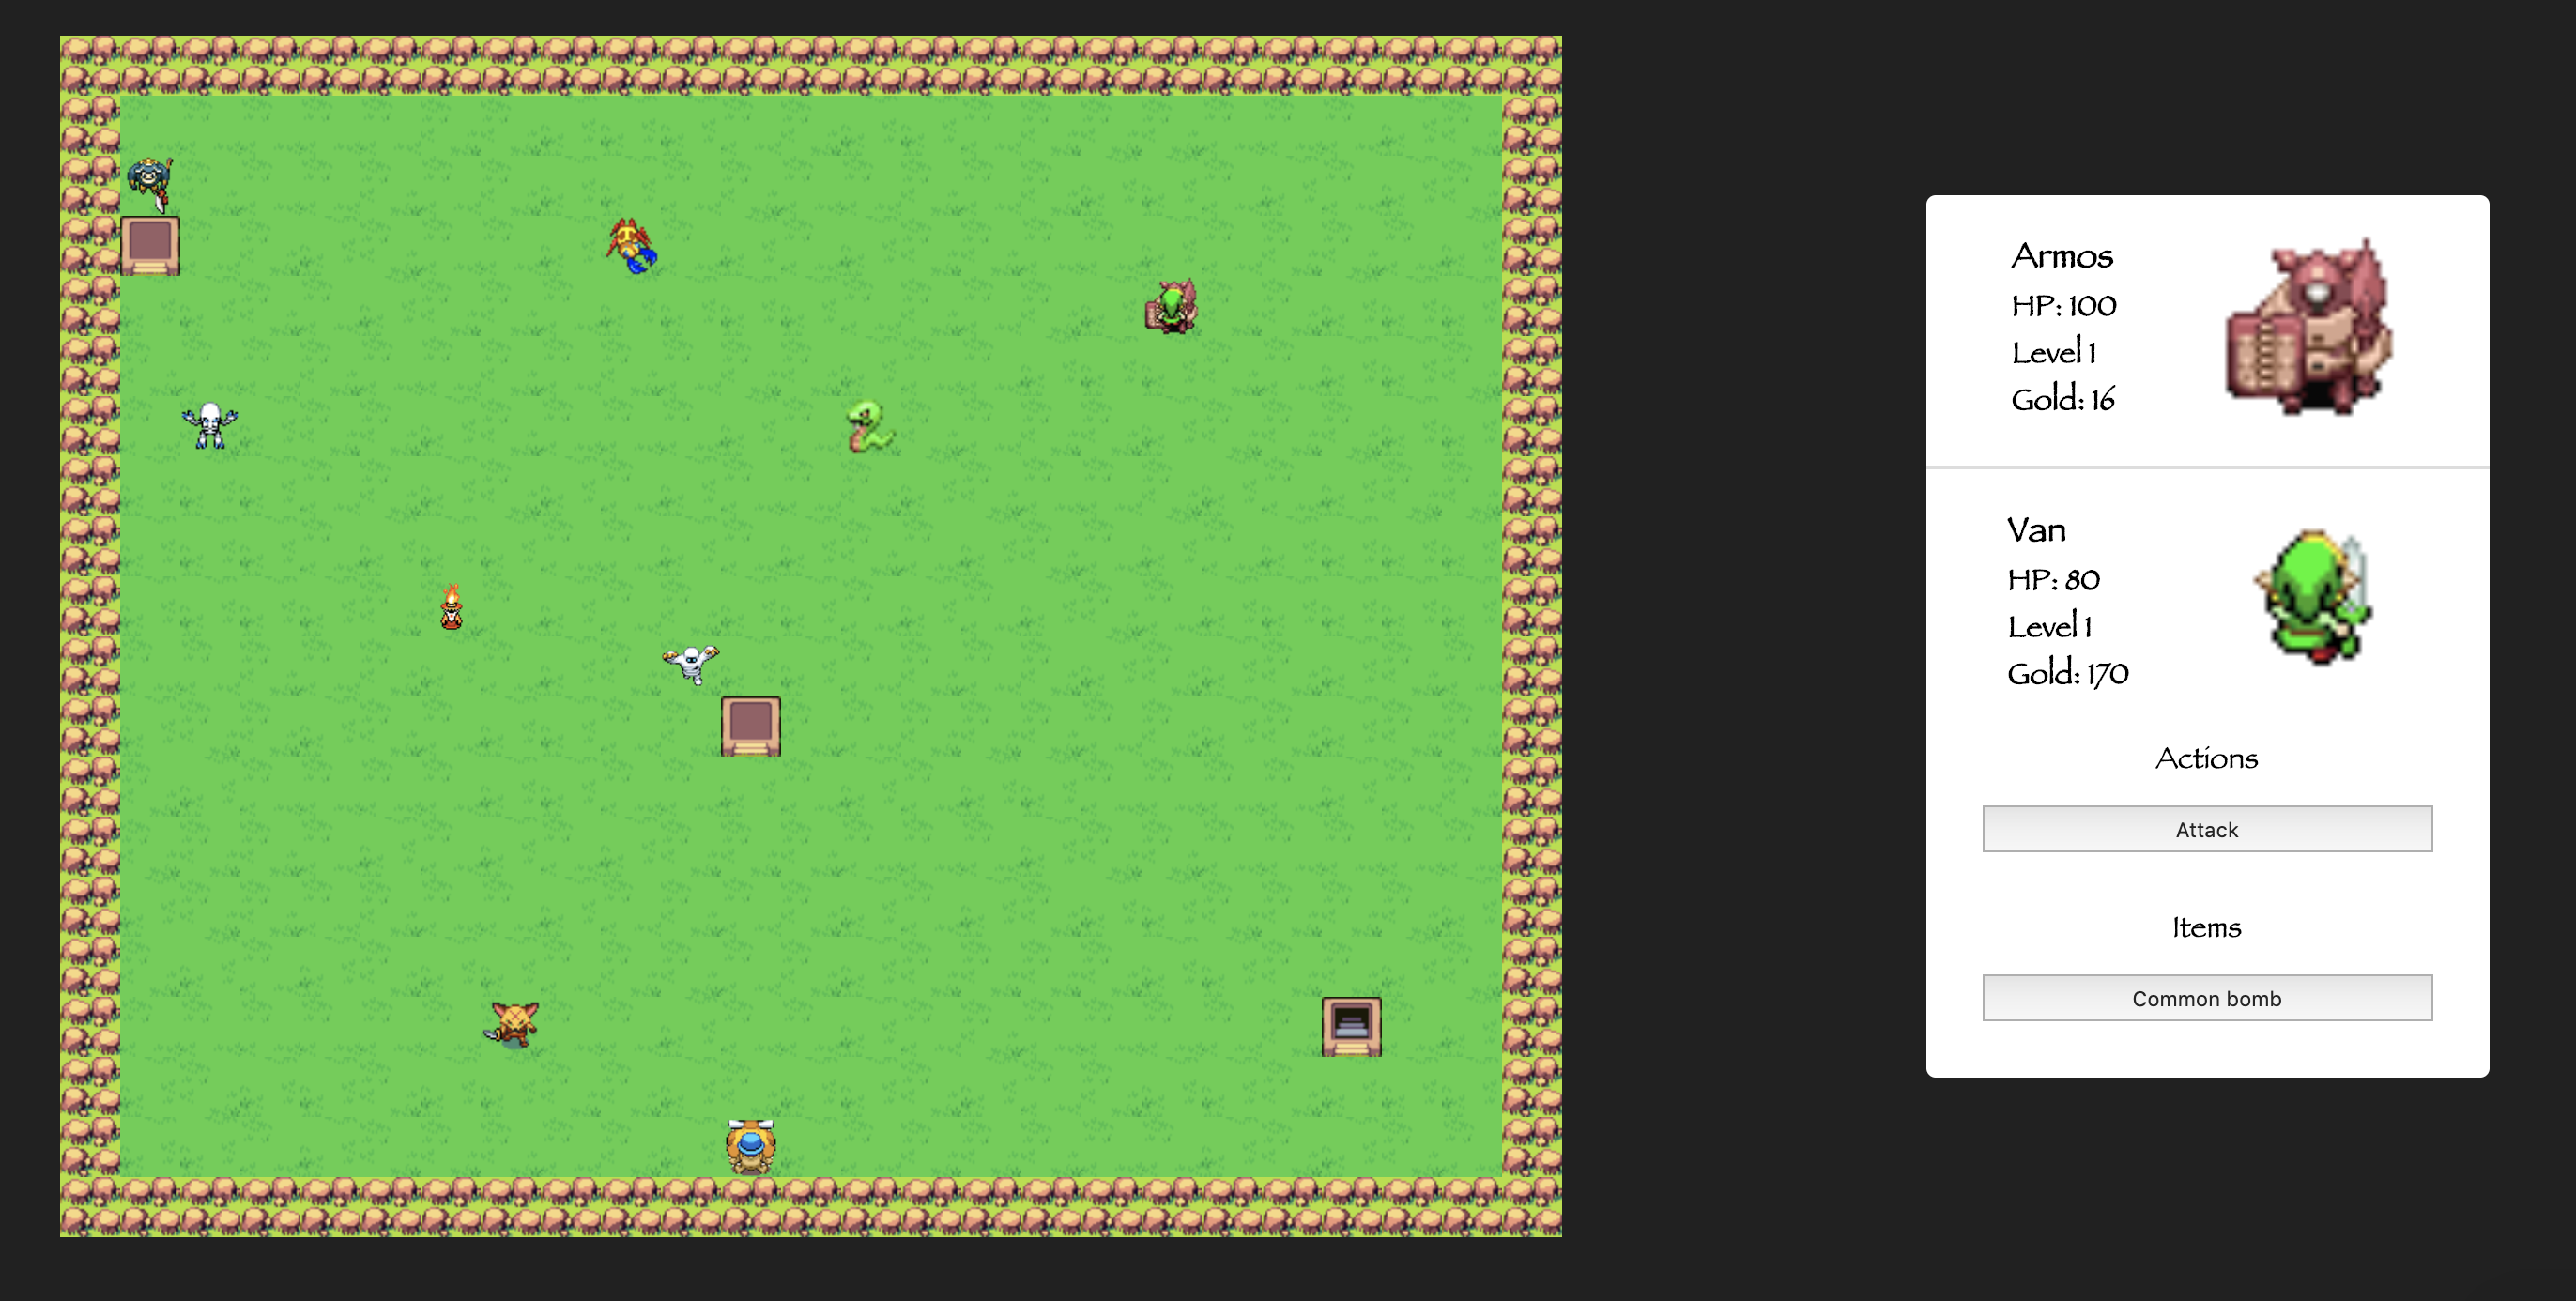 Armos
HP: 100
Level 1
Gold: 16
Van
HP: 80
Level 1
Gold: 170
Actions
Attack
Items
Common bomb